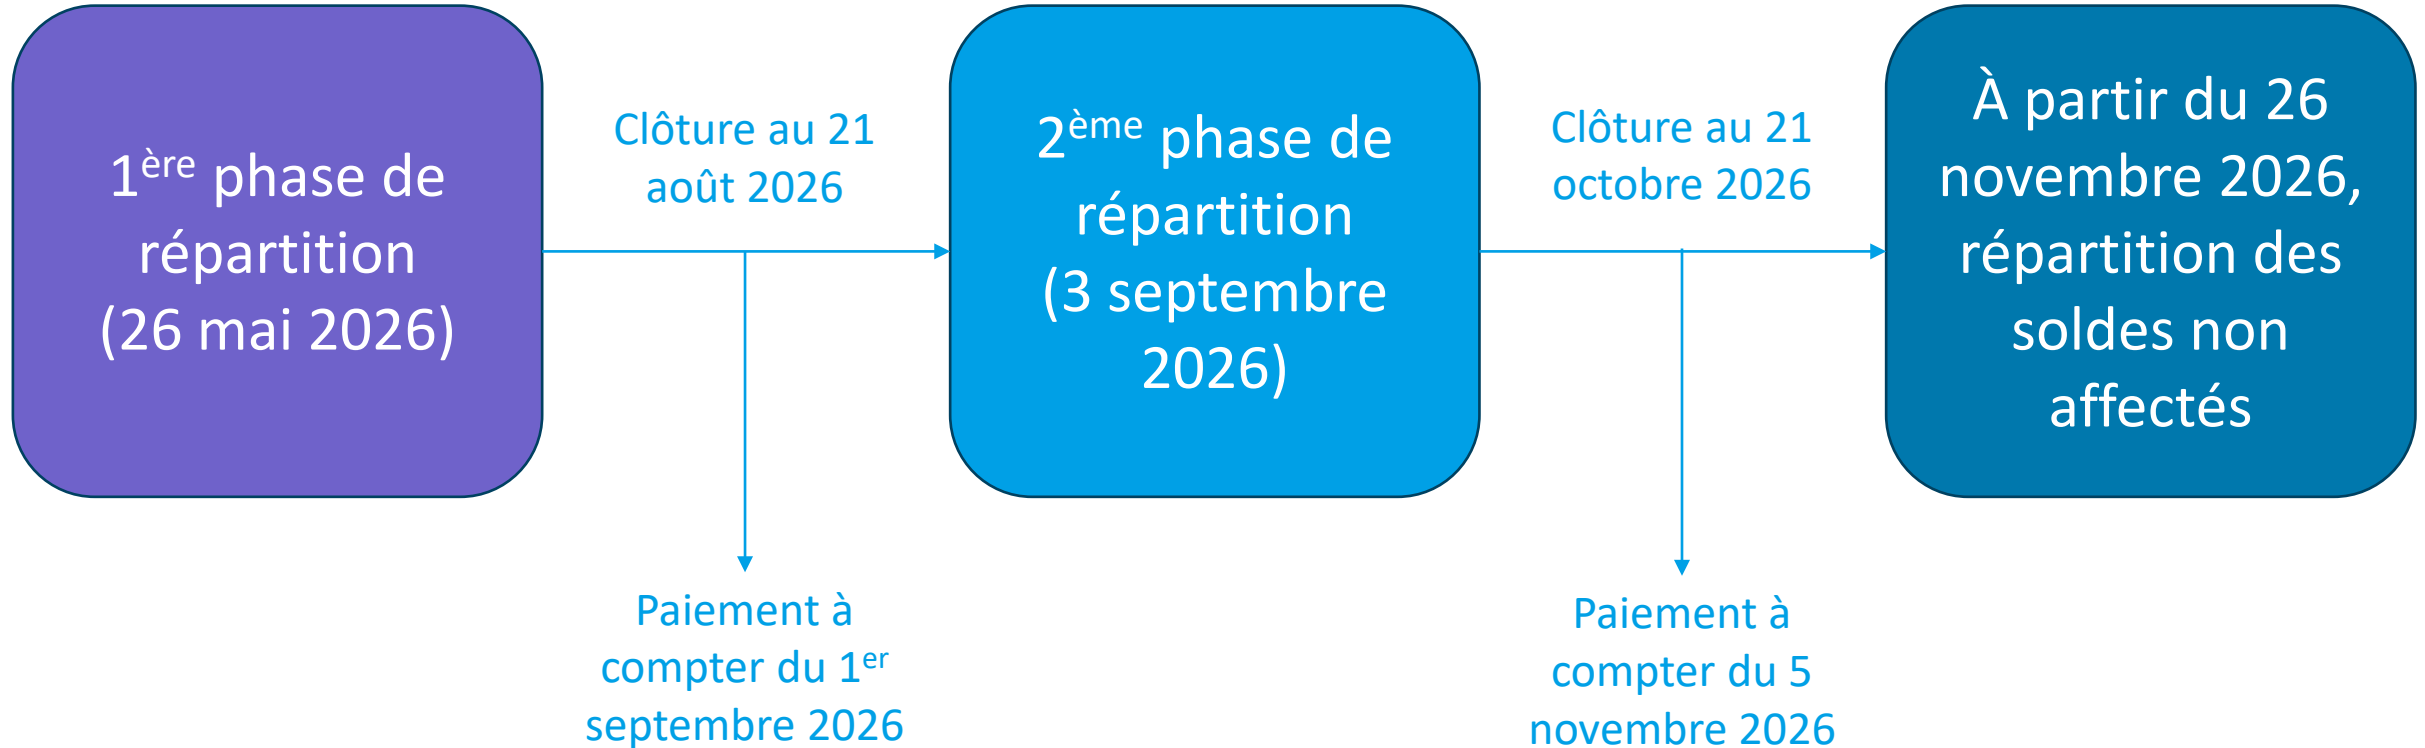 1ère phase de
répartition
(26 mai 2026)
Clôture au 21
août 2026
Paiement à
compter du 1er
septembre 2026
2ème phase de
répartition
(3 septembre
2026)
Clôture au 21
octobre 2026
Paiement à
compter du 5
novembre 2026
À partir du 26
novembre 2026,
répartition des
soldes non
affectés